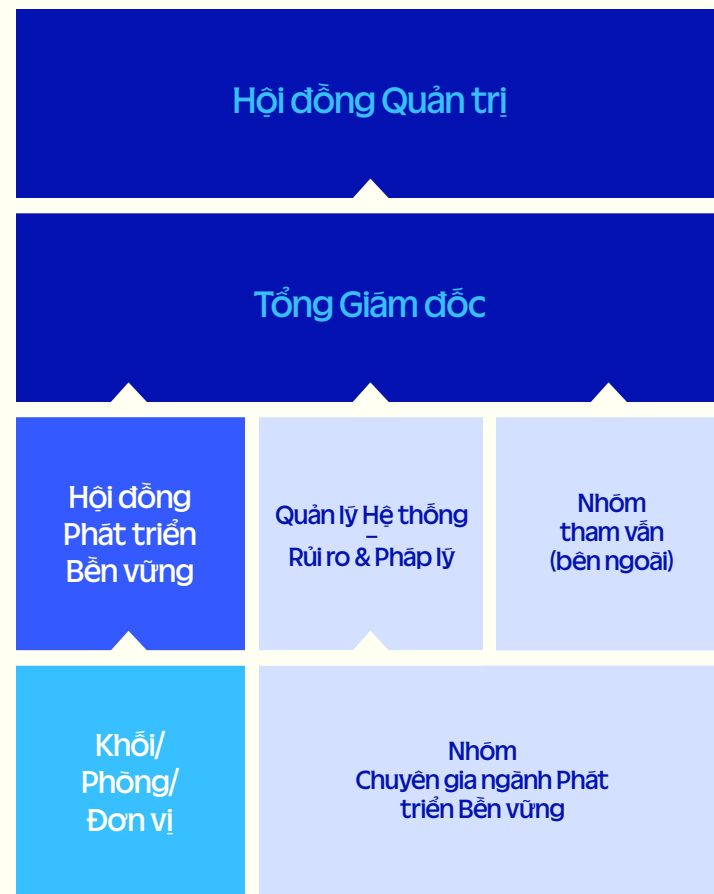 Hội đồng Quản trị
Tổng Giám đốc
Hội đồng
Phát triển
Bền vững
Quản lý Hệ thống
–
Rủi ro & Pháp lý
Nhóm
tham vấn
(bên ngoài)
Khối/
Phòng/
Đơn vị
Nhóm
Chuyên gia ngành Phát
triển Bền vững